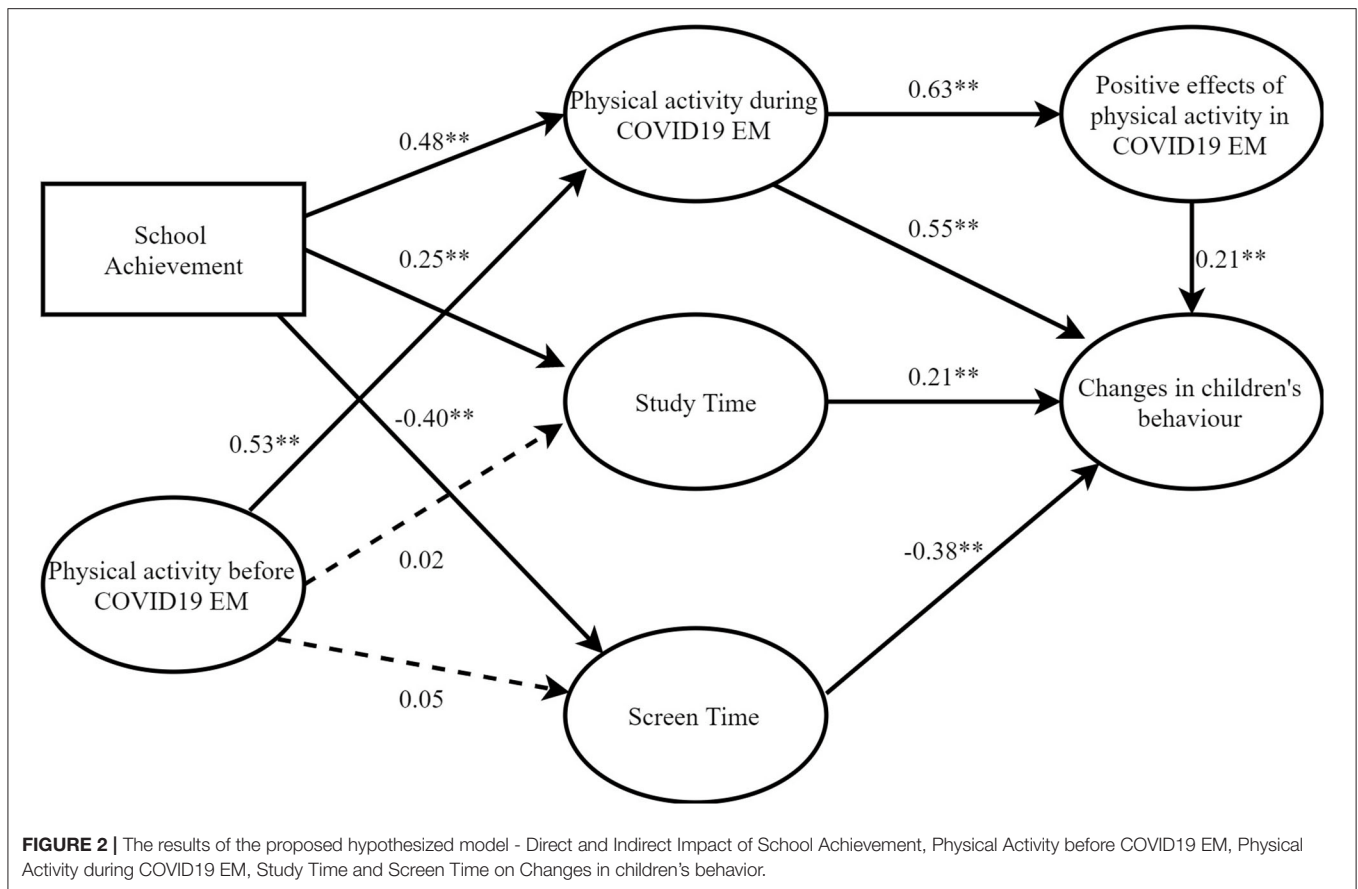 Physical activity during
COVID19 EM
0.63**
Positive effects of
physical activity in
COVID19 EM
0.48**
School
Achievement
0.25**
0.55**
0.21**
Study Time
0.21**
Changes in children's
behaviour
-0.40**
0.53**
Physical activity before
COVID19 EM
0.02
-0.38**
0.05
Screen Time
FIGURE 2 | The results of the proposed hypothesized model - Direct and Indirect Impact of School Achievement, Physical Activity before COVID19 EM, Physical
Activity during COVID19 EM, Study Time and Screen Time on Changes in children's behavior.